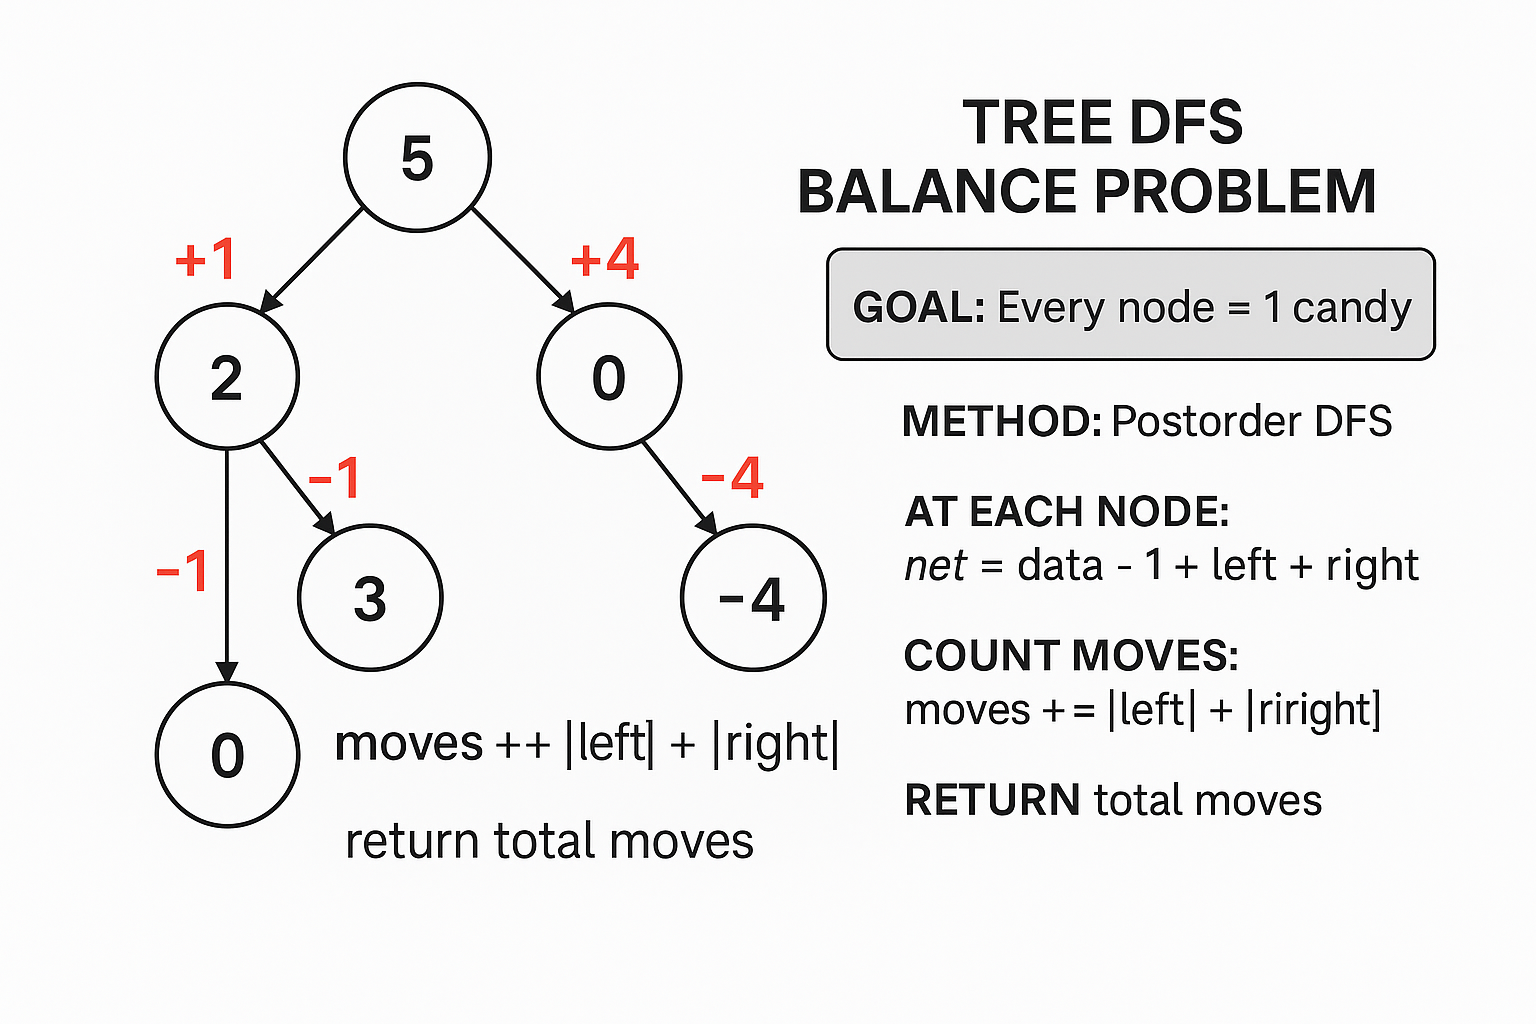 5
+1
+4
2
0
-1
-4
-1
3
-4
0
moves ++ |left| + |right|
return total moves
TREE DFS
BALANCE PROBLEM
GOAL: Every node = 1 candy
METHOD: Postorder DFS
AT EACH NODE:
net = data - 1 + left + right
COUNT MOVES:
moves += |left| + |riright]
RETURN total moves